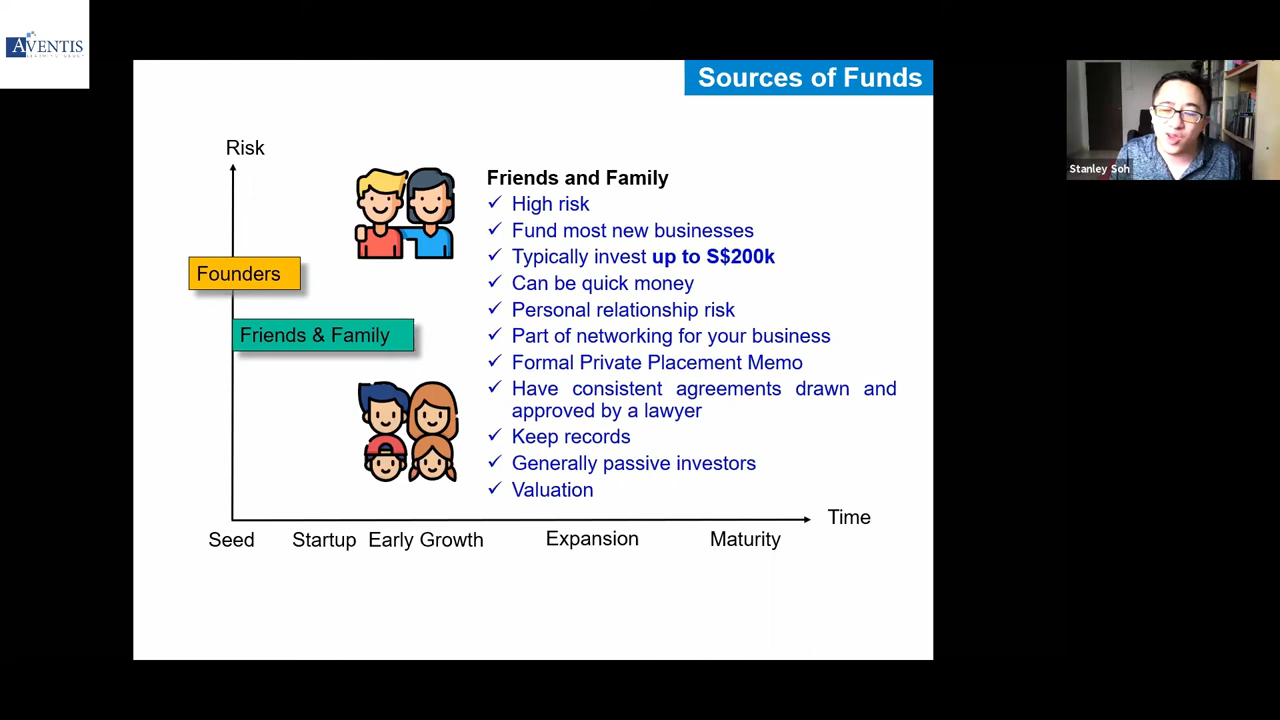 AVENTIS
Sources of Funds
Stanley Soh
Risk
Friends and Family
✓ High risk
✓ Fund most new businesses
✓ Typically invest up to S$200k
Founders
✓ Can be quick money
✓ Personal relationship risk
Friends & Family
✓ Part of networking for your business
✓ Formal Private Placement Memo
✓ Have consistent agreements drawn and
approved by a lawyer
✓ Keep records
✓ Generally passive investors
✓ Valuation
Time
Seed Startup Early Growth Expansion Maturity